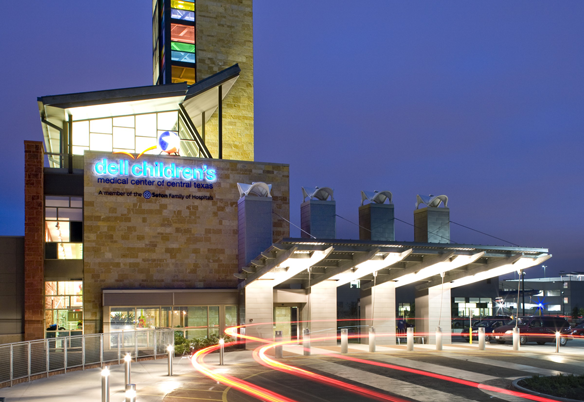 dell children's
medical center of central texas
A member of the Seton Family of Hospitals